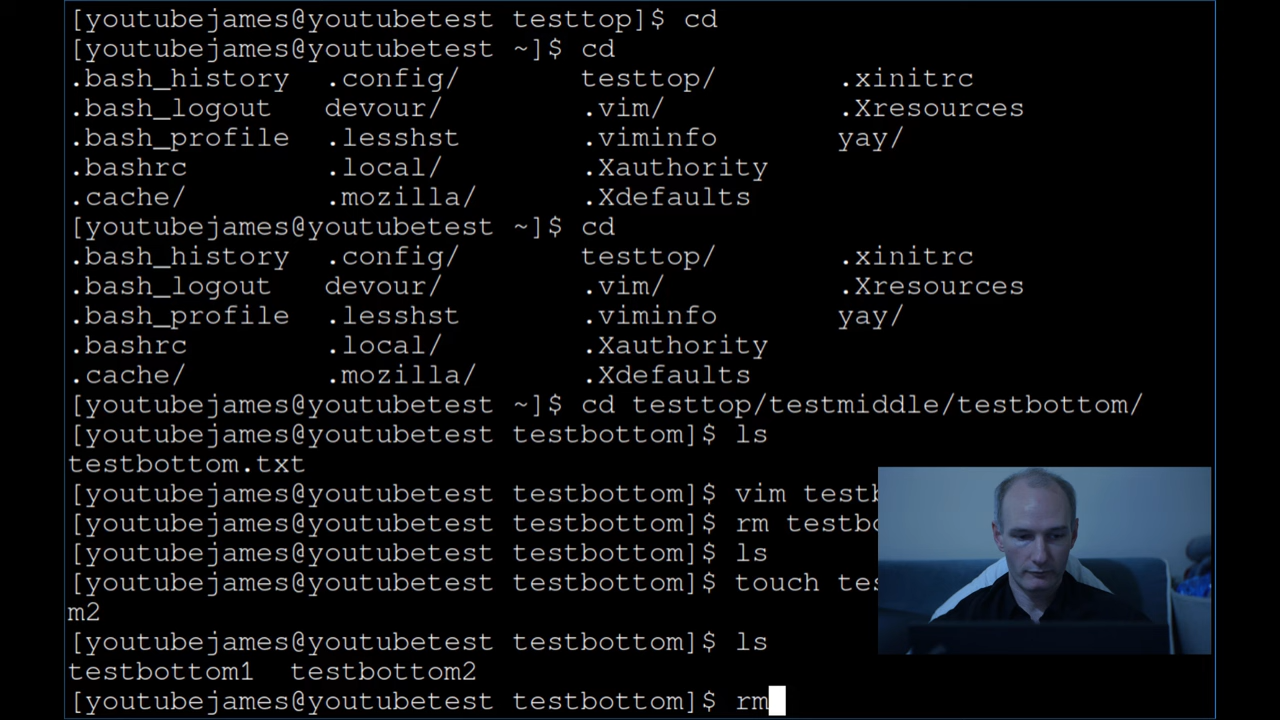 [youtubejames@youtubetest testtop]$ cd
[youtubejames@youtubetest ~]$ cd
.bash_history .config/ testtop/ .xinitrc
.bash_logout devour/ .vim/ .Xresources
.bash_profile .lesshst .viminfo yay/
.bashrc .local/ .Xauthority
.cache/ .mozilla/ .Xdefaults
[youtubejames@youtubetest ~]$ cd
.bash_history .config/ testtop/ .xinitrc
.bash_logout devour/ .vim/ .Xresources
.bash_profile .lesshst .viminfo yay/
.bashrc .local/ .Xauthority
.cache/ .mozilla/ .Xdefaults
[youtubejames@youtubetest ~]$ cd testtop/testmiddle/testbottom/
[youtubejames@youtubetest testbottom]$ ls
testbottom.txt
[youtubejames@youtubetest testbottom]$ vim
[youtubejames@youtubetest testbottom]$ rm
[youtubejames@youtubetest testbottom]$ ls
[youtubejames@youtubetest testbottom]$ touch
m2
[youtubejames@youtubetest testbottom]$ ls
testbottom1 testbottom2
[youtubejames@youtubetest testbottom]$ rm